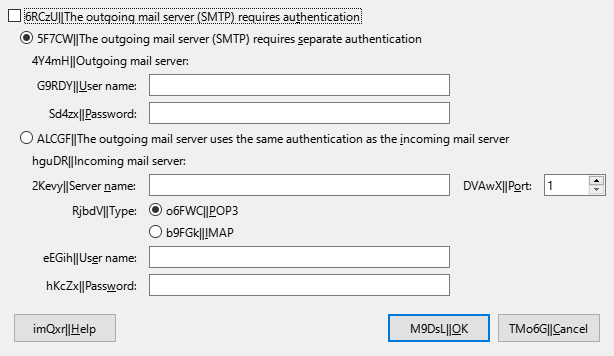 6RCzU||The outgoing mail server (SMTP) requires authentication
5F7CW||The outgoing mail server (SMTP) requires separate authentication
4Y4mH||Outgoing mail server:
G9RDY||User name:
Sd4zx||Password:
ALCGF||The outgoing mail server uses the same authentication as the incoming mail server
hguDR||Incoming mail server:
2Kevy||Server name: DVAwX||Port: 1
RjbdV||Type: o6FWC||POP3
b9FGk||IMAP
eEGih||User name:
hKcZx||Password:
imQxr||Help M9DsL||OK TMo6G||Cancel